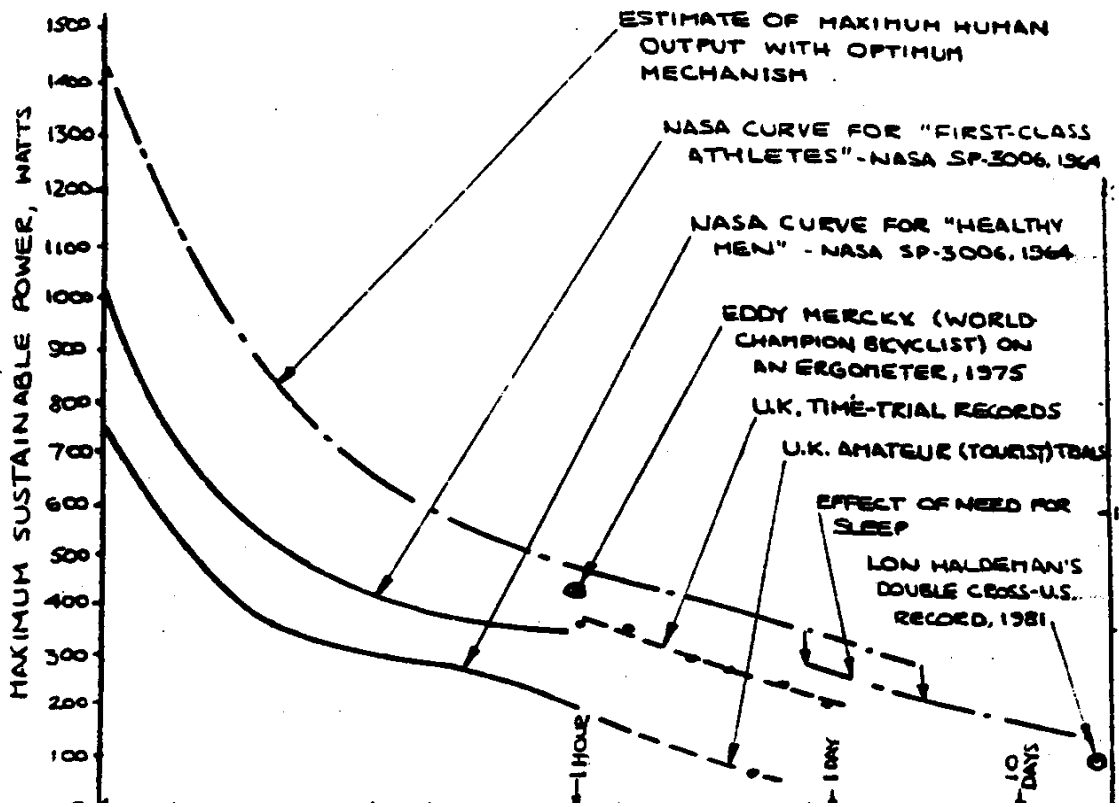 ESTIMATE OF MAXIMUM HUMAN
OUTPUT WITH OPTIMUM
MECHANISM
NASA CURVE FOR "FIRST-CLASS
ATHLETES" - NASA SP-3006, 1964
NASA CURVE FOR "HEALTHY
MEN" - NASA SP-3006, 1964
EDDY MERCKX (WORLD
CHAMPION BICYCLIST) ON
AN ERGOMETER, 1975
U.K. TIME-TRIAL RECORDS
U.K. AMATEUR (TOURIST) TRIALS
EFFECT OF NEED FOR
SLEEP
LON HALDEMAN'S
DOUBLE CROSS-U.S.
RECORD, 1981
MAXIMUM SUSTAINABLE POWER, WATTS
1500
1400
1300
1200
1100
1000
900
800
700
600
500
400
300
200
100
1 HOUR
1 DAY
10
DAYS